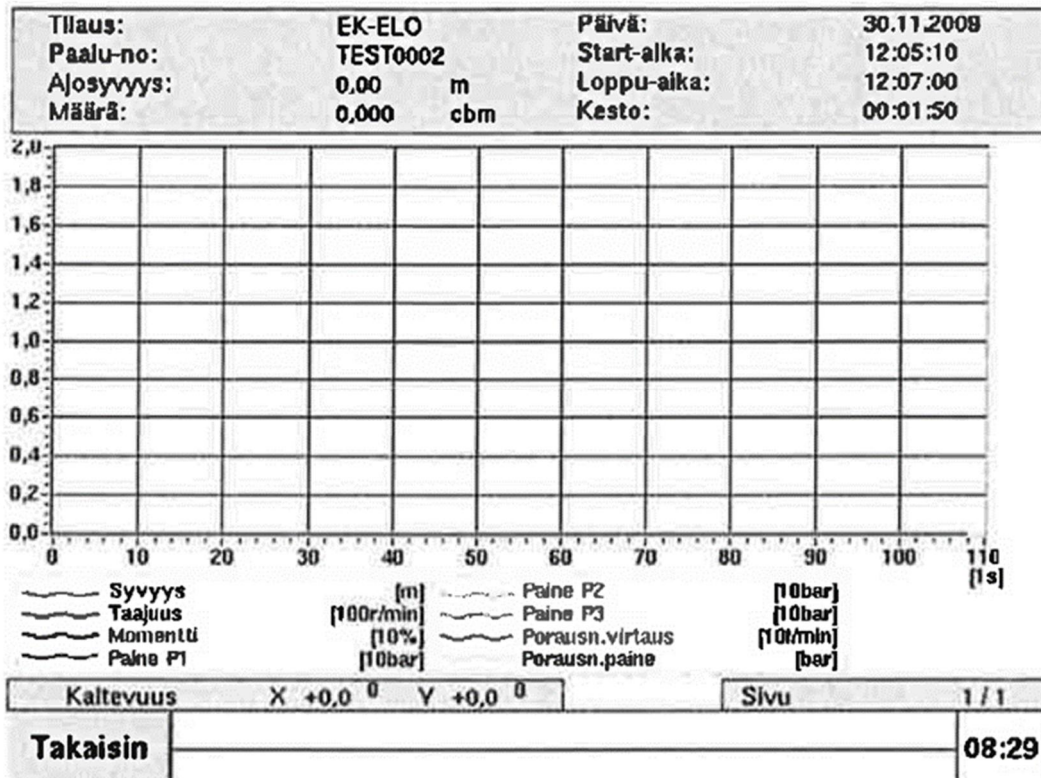 Tilaus: EK-ELO Päivä: 30.11.2009
Paalu-no: TEST0002 Start-aika: 12:05:10
Ajosyvyys: 0,00 m Loppu-aika: 12:07:00
Määrä: 0,000 cbm Kesto: 00:01:50
2,0
1,8
1,6
1,4
1,2
1,0
0,8
0,6
0,4
0,2
0,0
0 10 20 30 40 50 60 70 80 90 100 110
[1s]
Syvyys [m] Paine P2 [10bar]
Taajuus [100r/min] Paine P3 [10bar]
Momentti [10%] Porausn.virtaus [10l/min]
Paine P1 [10bar] Porausn.paine [bar]
Kaltevuus X +0,0 0 Y +0,0 0 Sivu 1 / 1
Takaisin 08:29